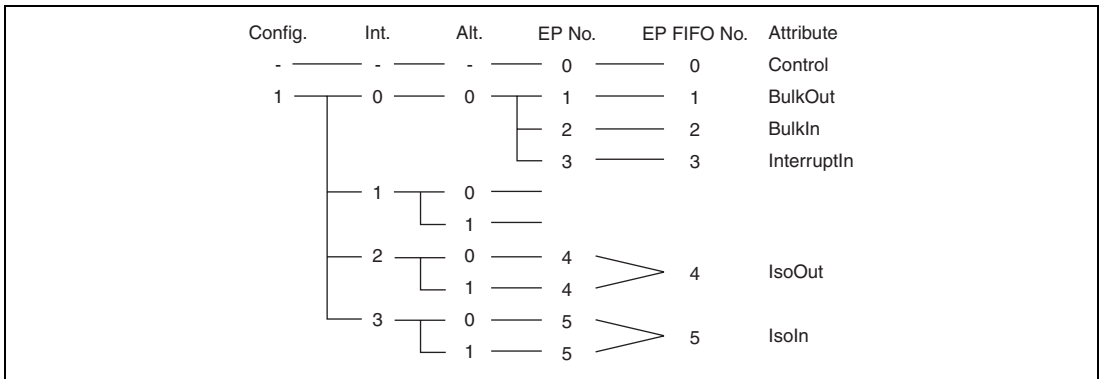 Config. Int. Alt. EP No. EP FIFO No. Attribute
- - - 0 0 Control
1 0 0 1 1 BulkOut
2 2 BulkIn
3 3 InterruptIn
1 0
1
2 0 4
4 IsoOut
1 4
3 0 5
5 IsoIn
1 5